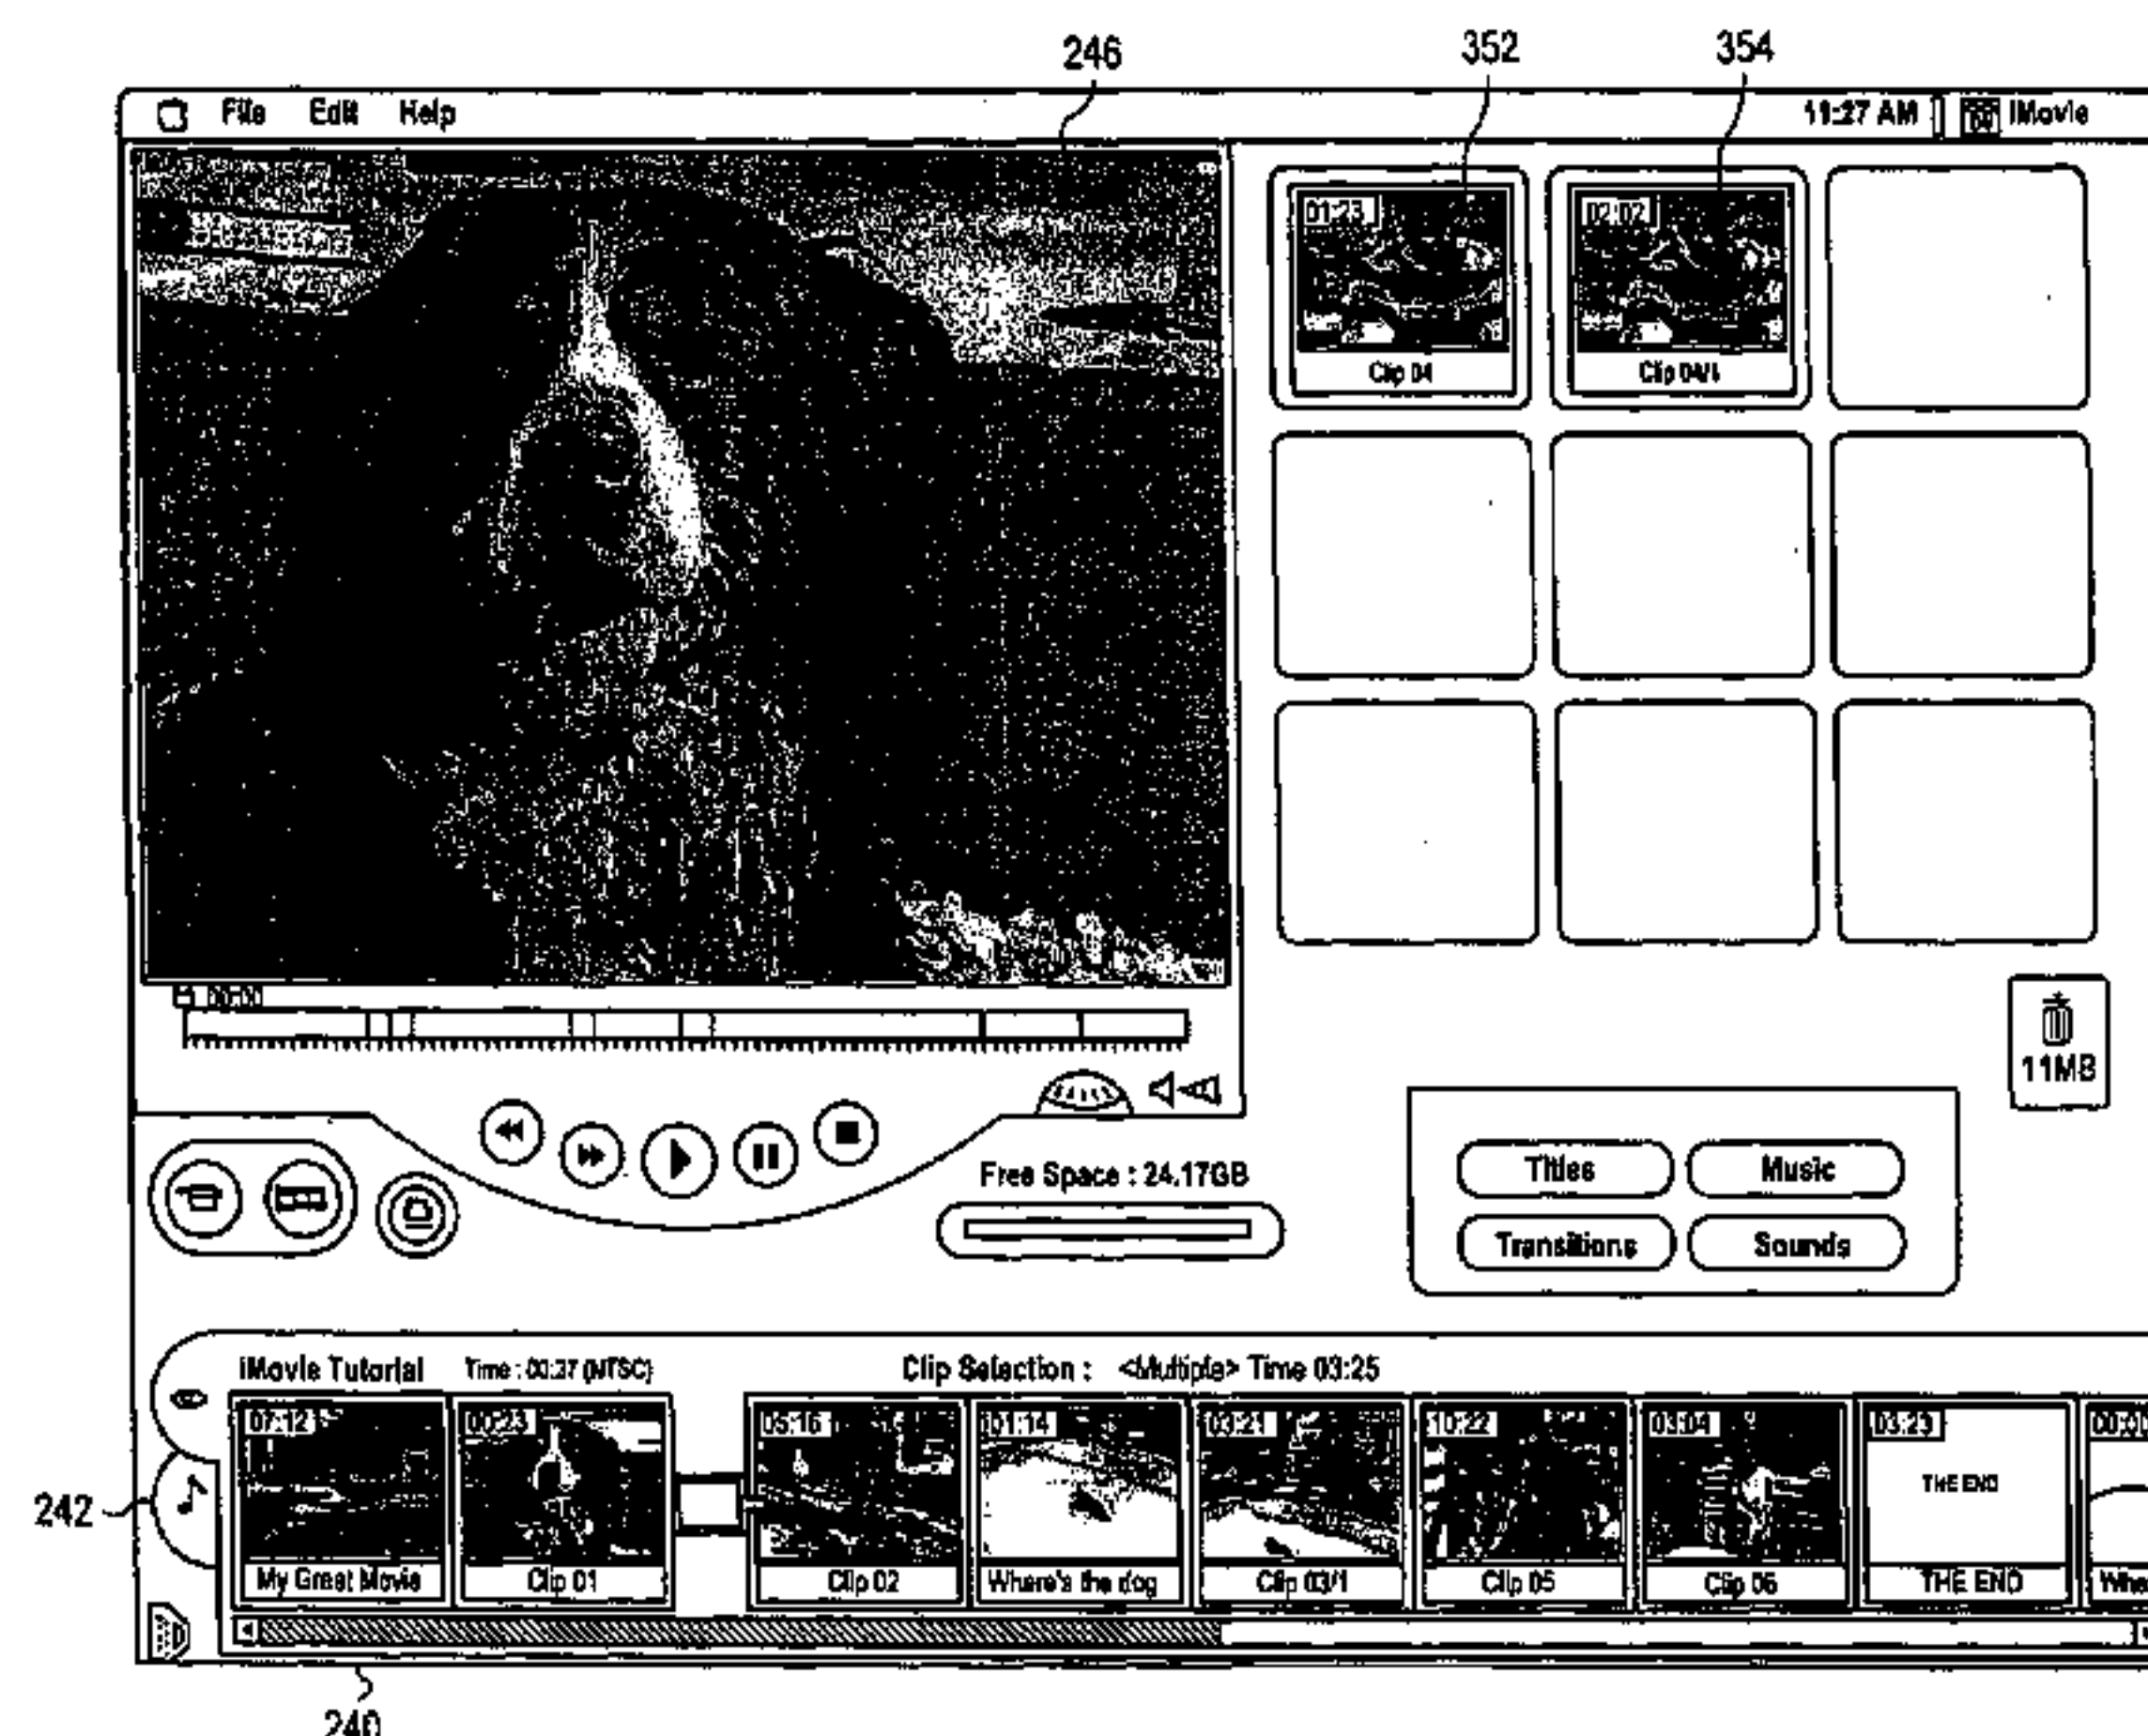 246 352 354
File Edit Help 11:27 AM iMovie
01:23 02:02
Clip 04 Clip 04/1
00:00
11MB
Free Space : 24.17GB
Titles Music
Transitions Sounds
iMovie Tutorial Time : 00:37 (NTSC) Clip Selection : <Multiple> Time 03:25
07:12 00:23 05:16 01:14 03:21 10:22 03:04 03:23
THE END
242
My Great Movie Clip 01 Clip 02 Where's the dog Clip 03/1 Clip 05 Clip 06 THE END
240